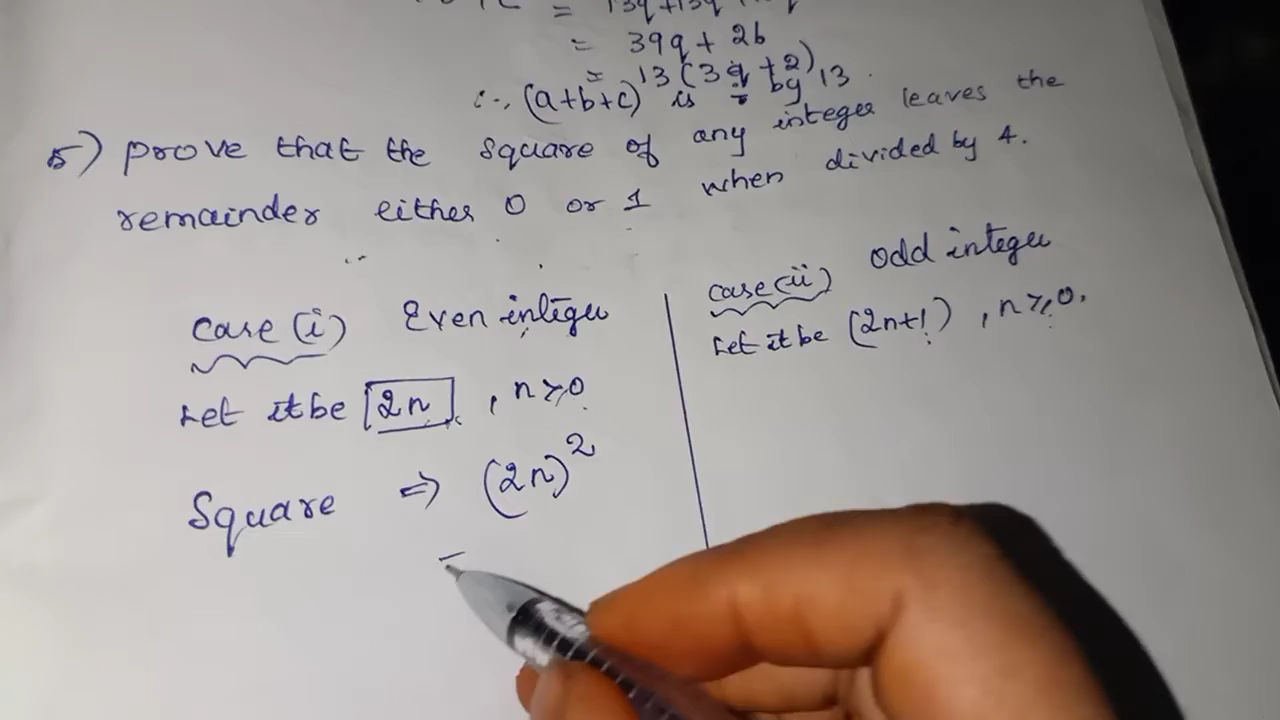 = 13q+13q
= 39q + 26
= 13(3q+2)
∴ (a+b+c) is ÷ by 13.
5) prove that the square of any integer leaves the
remainder either 0 or 1 when divided by 4.
case (i) Even integer
Let it be 2n , n≥0
Square ⇒ (2n)²
case (ii) odd integer
Let it be (2n+1) , n≥0.